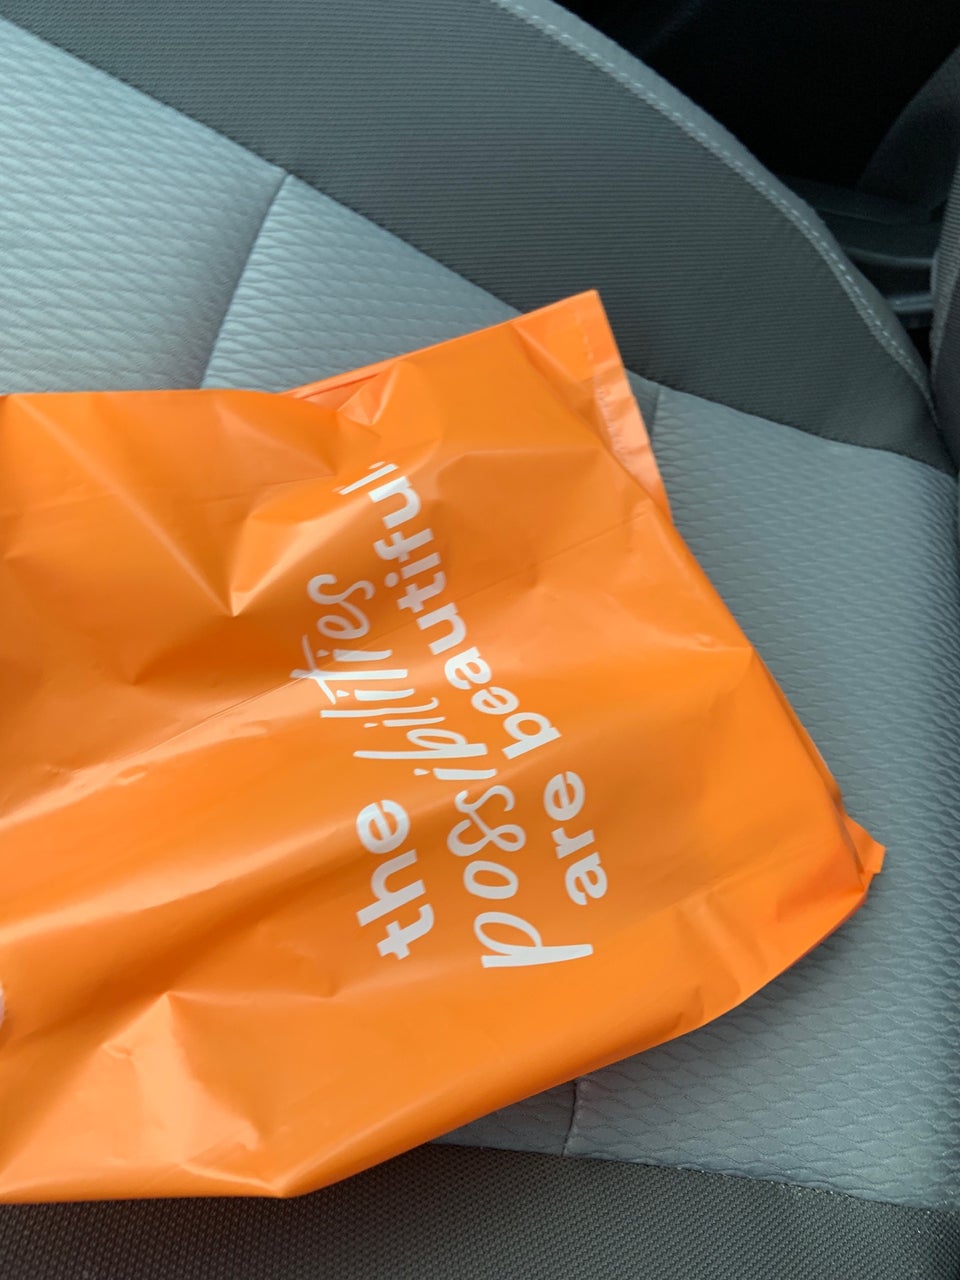 the
possibilities
are beautiful.